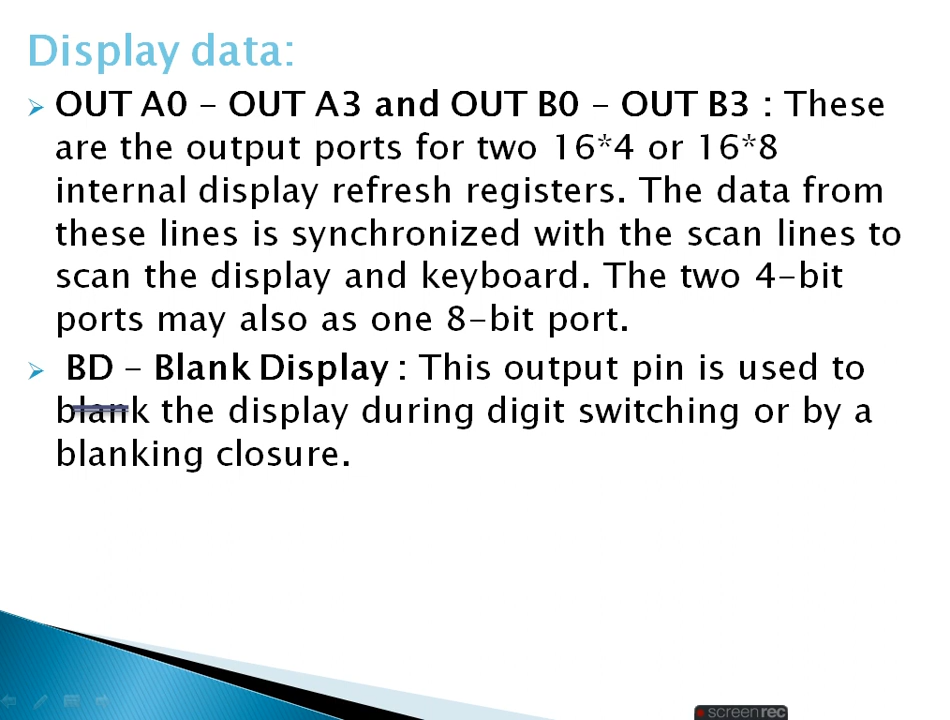 Display data:
OUT A0 – OUT A3 and OUT B0 – OUT B3 : These
are the output ports for two 16*4 or 16*8
internal display refresh registers. The data from
these lines is synchronized with the scan lines to
scan the display and keyboard. The two 4-bit
ports may also as one 8-bit port.
BD – Blank Display : This output pin is used to
blank the display during digit switching or by a
blanking closure.
screenrec